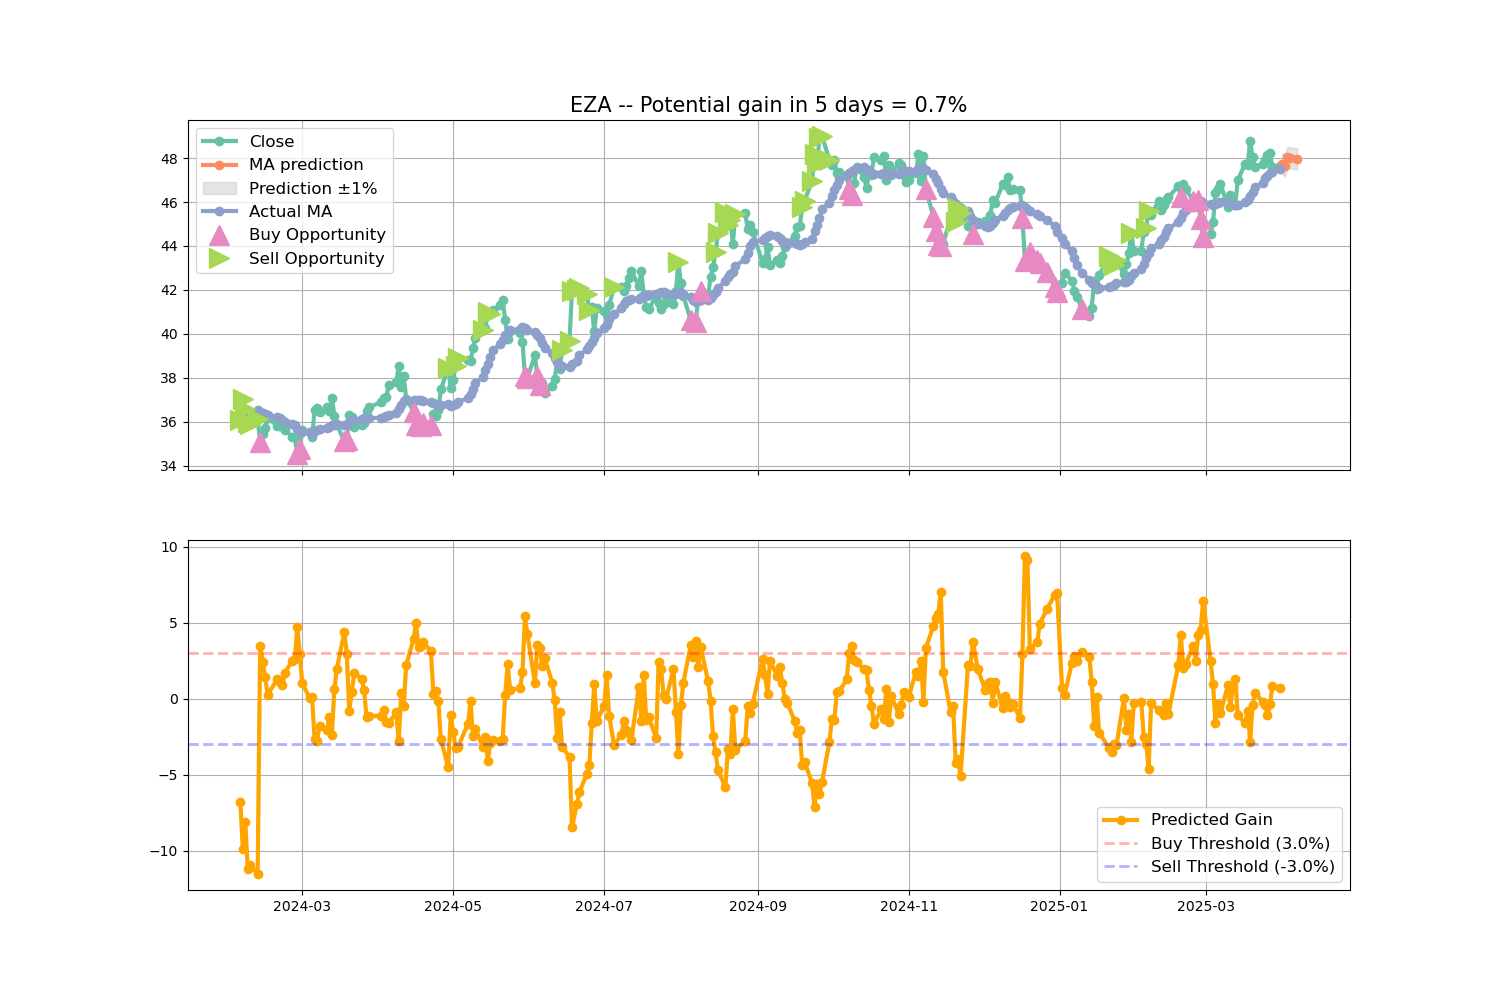 EZA -- Potential gain in 5 days = 0.7%
Close
MA prediction
Prediction ±1%
Actual MA
Buy Opportunity
Sell Opportunity
48
46
44
42
40
38
36
34
10
5
0
−5
−10
Predicted Gain
Buy Threshold (3.0%)
Sell Threshold (-3.0%)
2024-03 2024-05 2024-07 2024-09 2024-11 2025-01 2025-03